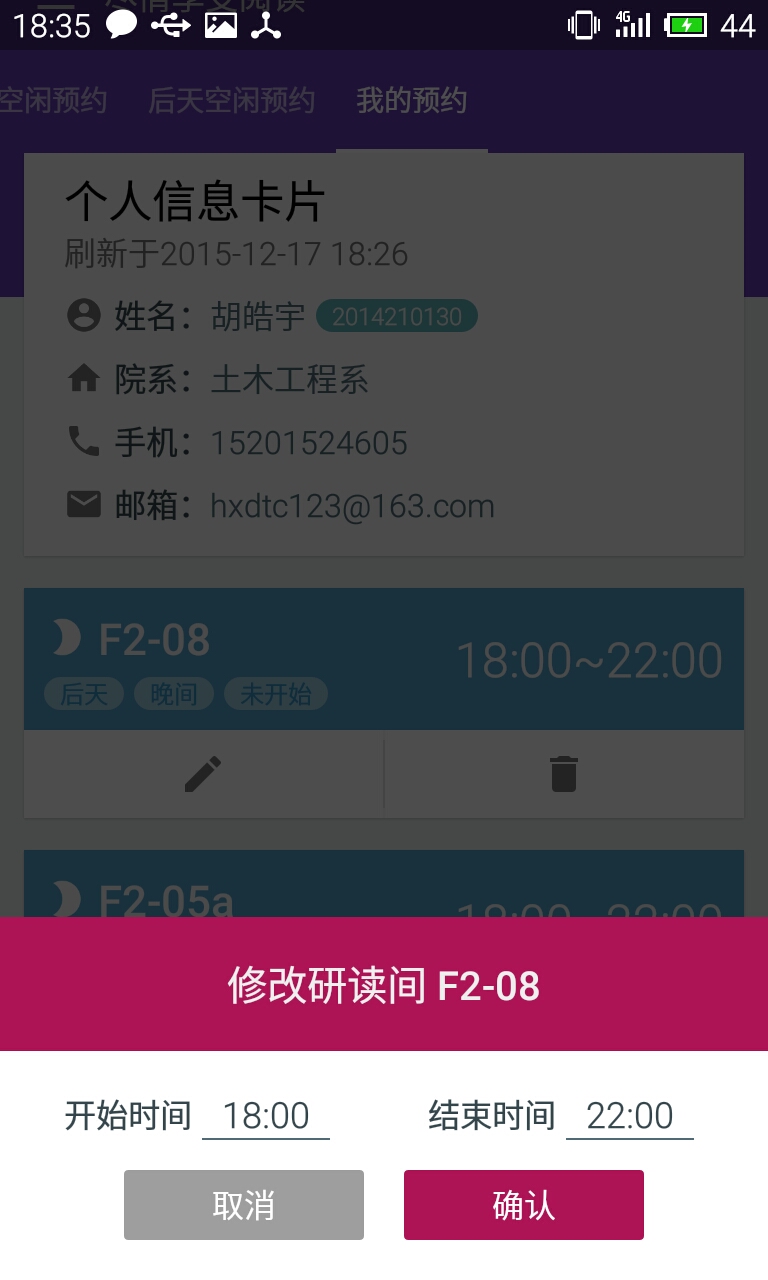 18:35
4G
44
空闲预约 后天空闲预约 我的预约
个人信息卡片
刷新于2015-12-17 18:26
姓名：胡皓宇 2014210130
院系：土木工程系
手机：15201524605
邮箱：hxdtc123@163.com
F2-08
18:00~22:00
后天 晚间 未开始
F2-05a
修改研读间 F2-08
开始时间 18:00 结束时间 22:00
取消 确认